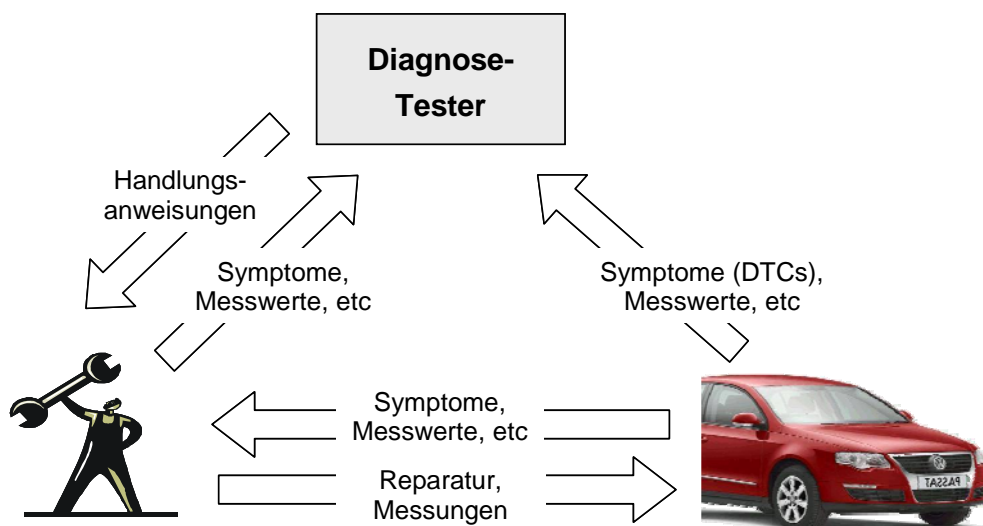 Diagnose-
Tester
Handlungs-
anweisungen
Symptome,
Messwerte, etc
Symptome (DTCs),
Messwerte, etc
Symptome,
Messwerte, etc
Reparatur,
Messungen
PASSAT